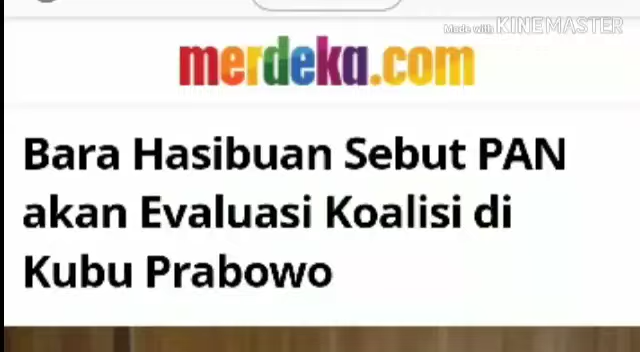 Made with KINEMASTER
merdeka.com
Bara Hasibuan Sebut PAN
akan Evaluasi Koalisi di
Kubu Prabowo